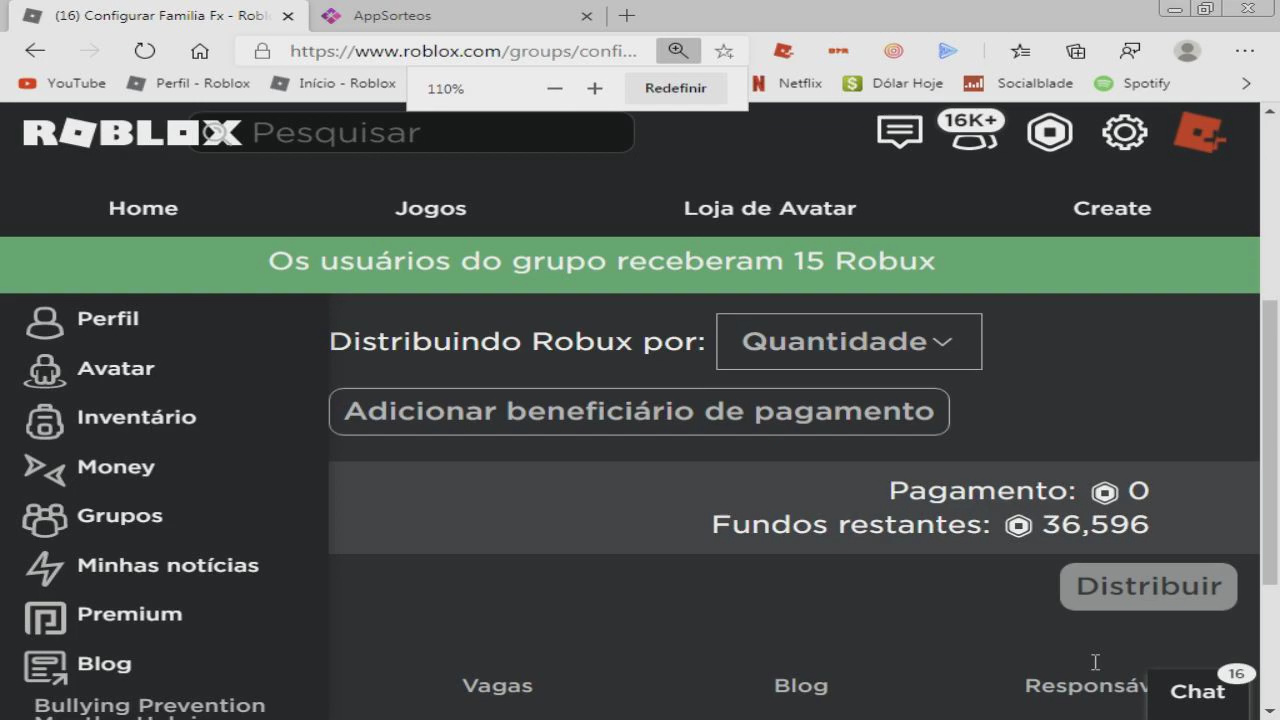 (16) Configurar Familia Fx - Robl
AppSorteos
https://www.roblox.com/groups/confi...
YouTube
Perfil - Roblox
Início - Roblox
110%
Redefinir
Netflix
Dólar Hoje
Socialblade
Spotify
ROBLOX
Pesquisar
16K+
Home
Jogos
Loja de Avatar
Create
Os usuários do grupo receberam 15 Robux
Perfil
Avatar
Inventário
Money
Grupos
Minhas notícias
Premium
Blog
Bullying Prevention
Distribuindo Robux por:
Quantidade
Adicionar beneficiário de pagamento
Pagamento: 0
Fundos restantes: 36,596
Distribuir
Vagas
Blog
Responsáv
Chat
16